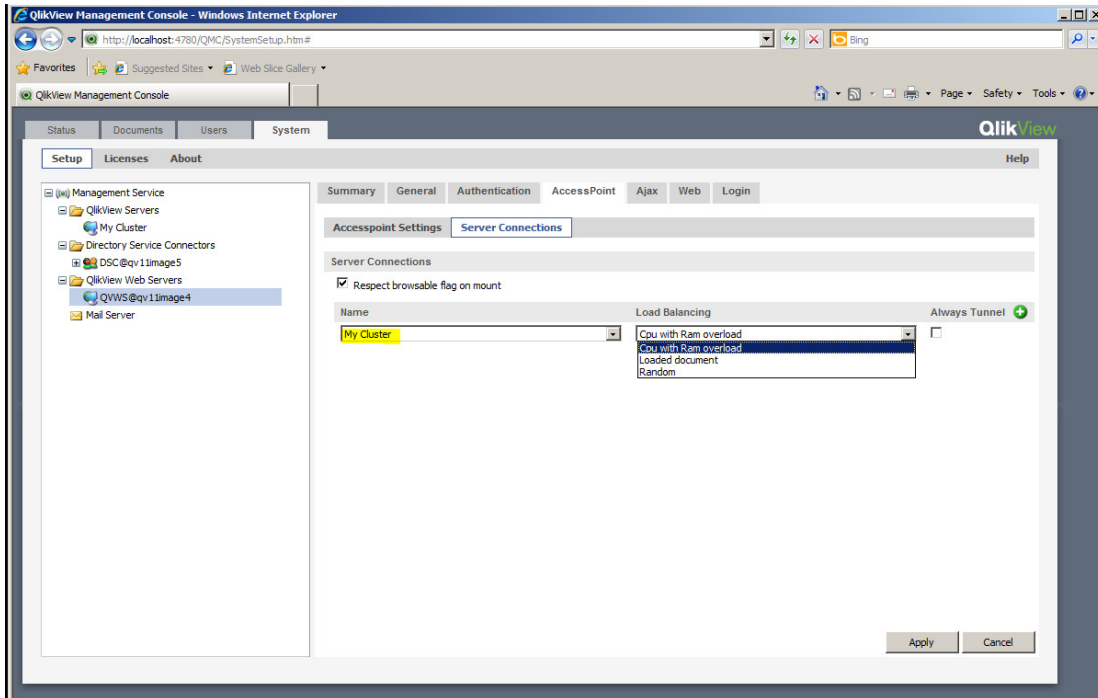 QlikView Management Console - Windows Internet Explorer
http://localhost:4780/QMC/SystemSetup.htm#
Bing
Favorites Suggested Sites Web Slice Gallery
QlikView Management Console
Page Safety Tools
Status Documents Users System
QlikView
Setup Licenses About Help
Management Service
QlikView Servers
My Cluster
Directory Service Connectors
DSC@qv11image5
QlikView Web Servers
QVWS@qv11image4
Mail Server
Summary General Authentication AccessPoint Ajax Web Login
Accesspoint Settings Server Connections
Server Connections
Respect browsable flag on mount
Name Load Balancing Always Tunnel
My Cluster Cpu with Ram overload
Cpu with Ram overload
Loaded document
Random
Apply Cancel